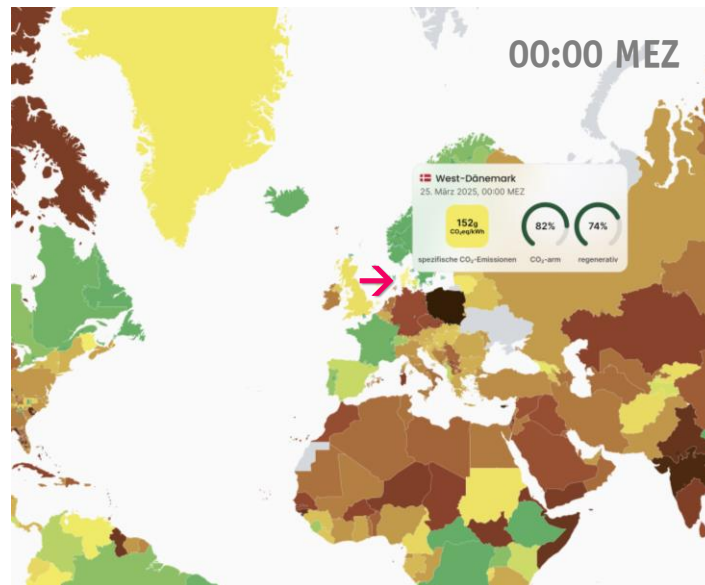 00:00 MEZ
West-Dänemark
25. März 2025, 00:00 MEZ
152g
CO₂eq/kWh
82%
74%
spezifische CO₂-Emissionen
CO₂-arm
regenerativ